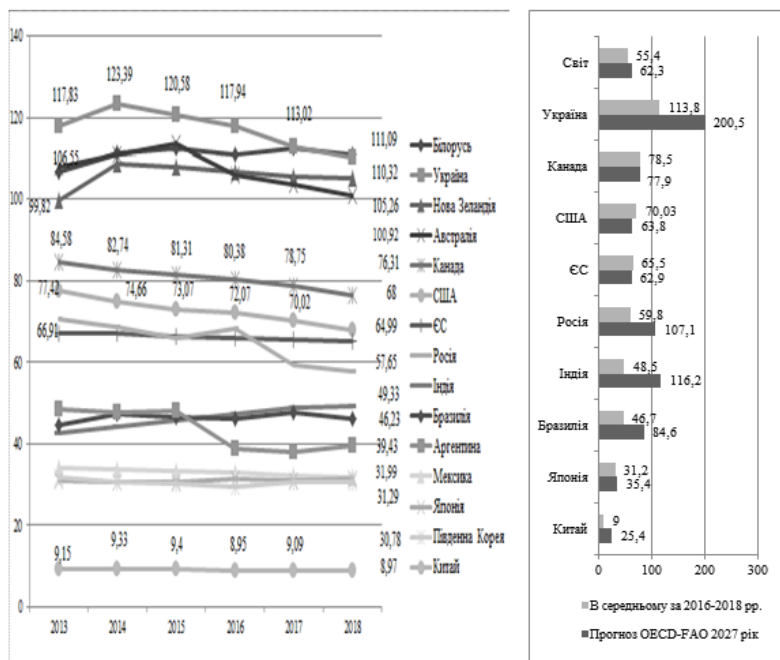 140
120
100
80
60
40
20
0
117,83
123,39
120,58
117,94
113,02
111,09
106,55
110,32
99,82
105,26
100,92
84,58
82,74
81,31
80,38
78,75
76,31
77,42
74,66
73,07
72,07
70,02
68
66,91
64,99
57,65
49,33
46,23
39,43
31,99
31,29
30,78
9,15
9,33
9,4
8,95
9,09
8,97
2013
2014
2015
2016
2017
2018
Білорусь
Україна
Нова Зеландія
Австралія
Канада
США
ЄС
Росія
Індія
Бразилія
Аргентина
Мексика
Японія
Південна Корея
Китай
Світ
55,4
62,3
Україна
113,8
200,5
Канада
78,5
77,9
США
70,03
63,8
ЄС
65,5
62,9
Росія
59,8
107,1
Індія
48,5
116,2
Бразилія
46,7
84,6
Японія
31,2
35,4
Китай
9
25,4
0
100
200
300
В середньому за 2016-2018 рр.
Прогноз OECD-FAO 2027 рік